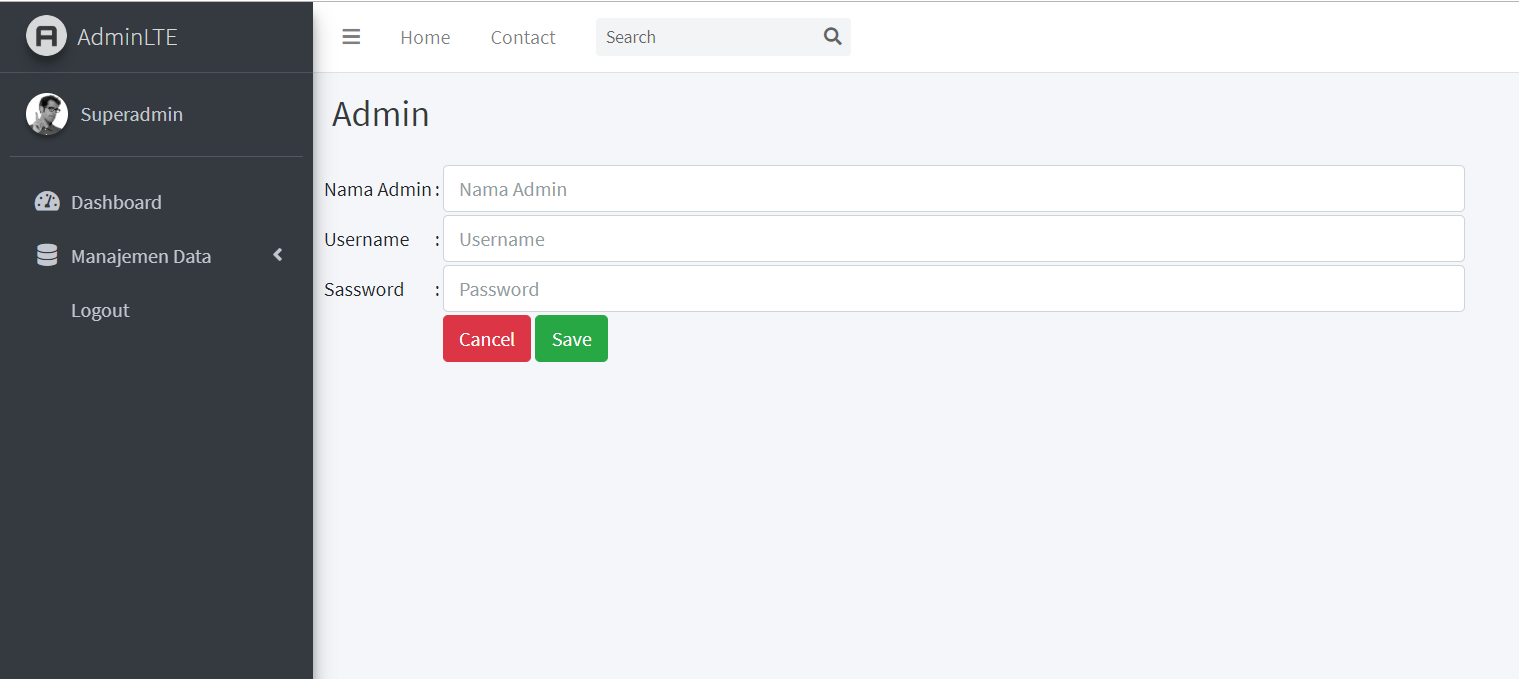 AdminLTE
Home Contact Search
Superadmin
Admin
Dashboard
Manajemen Data
Logout
Nama Admin : Nama Admin
Username : Username
Sassword : Password
Cancel Save